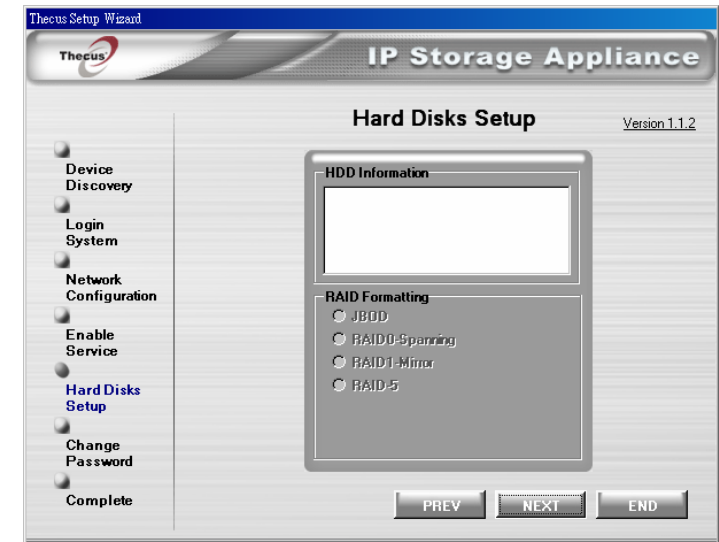 Thecus Setup Wizard
Thecus
IP Storage Appliance
Hard Disks Setup
Version 1.1.2
Device
Discovery
Login
System
Network
Configuration
Enable
Service
Hard Disks
Setup
Change
Password
Complete
HDD Information
RAID Formatting
JBOD
RAID0-Spanning
RAID1-Mirror
RAID-5
PREV
NEXT
END